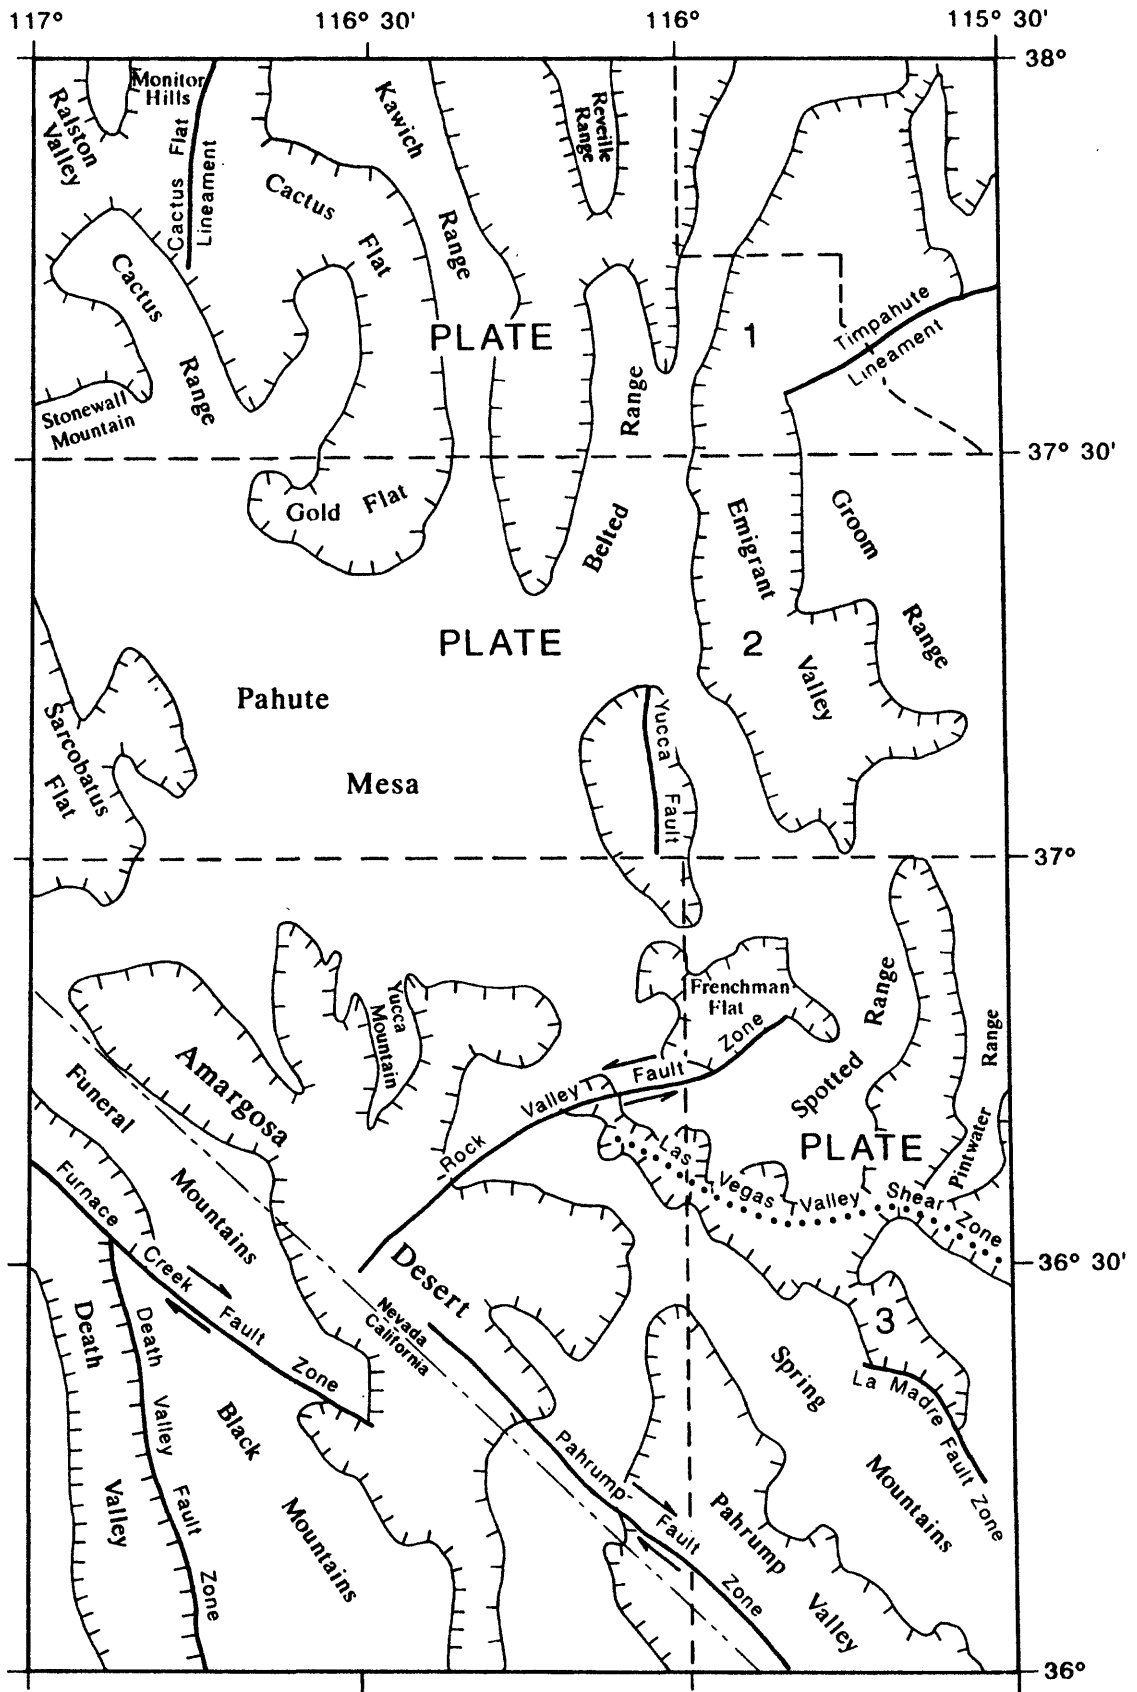 117°
116° 30'
116°
115° 30'
38°
Monitor
Hills
Ralston
Valley
Cactus Flat
Lineament
Kawich
Range
Reveille
Range
Cactus
Flat
Cactus
Range
PLATE 1
Timpahute
Lineament
Stonewall
Mountain
Belted
Range
37° 30'
Gold Flat
Emigrant
Valley
Groom
Range
PLATE 2
Pahute
Mesa
Sarcobatus
Flat
Yucca
Fault
37°
Yucca
Mountain
Frenchman
Flat
Spotted
Range
Pintwater
Range
Amargosa
Desert
Rock Valley Fault Zone
Funeral
Mountains
PLATE 3
Las Vegas Valley Shear Zone
Furnace Creek Fault Zone
36° 30'
Nevada
California
Death
Valley
Death Valley Fault Zone
Black
Mountains
Spring
Mountains
La Madre Fault Zone
Pahrump Fault Zone
Pahrump
Valley
36°